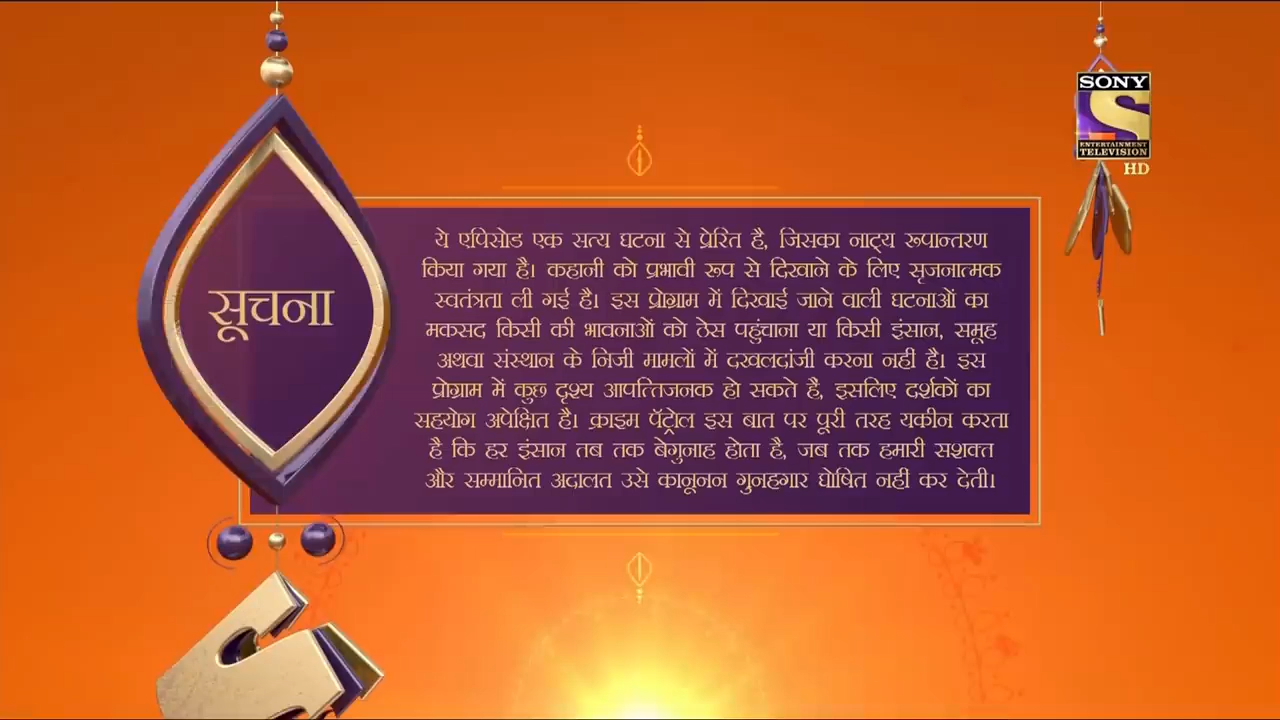 सूचना
ये एपिसोड एक सत्य घटना से प्रेरित है, जिसका नाट्य रूपान्तरण
किया गया है। कहानी को प्रभावी रूप से दिखाने के लिए सृजनात्मक
स्वतंत्रता ली गई है। इस प्रोग्राम में दिखाई जाने वाली घटनाओं का
मकसद किसी की भावनाओं को ठेस पहुंचाना या किसी इंसान, समूह
अथवा संस्थान के निजी मामलों में दखलदांजी करना नहीं है। इस
प्रोग्राम में कुछ दृश्य आपत्तिजनक हो सकते हैं, इसलिए दर्शकों का
सहयोग अपेक्षित है। क्राइम पॅट्रोल इस बात पर पूरी तरह यकीन करता
है कि हर इंसान तब तक बेगुनाह होता है, जब तक हमारी सशक्त
और सम्मानित अदालत उसे कानूनन गुनहगार घोषित नहीं कर देती।
SONY
ENTERTAINMENT
TELEVISION
HD